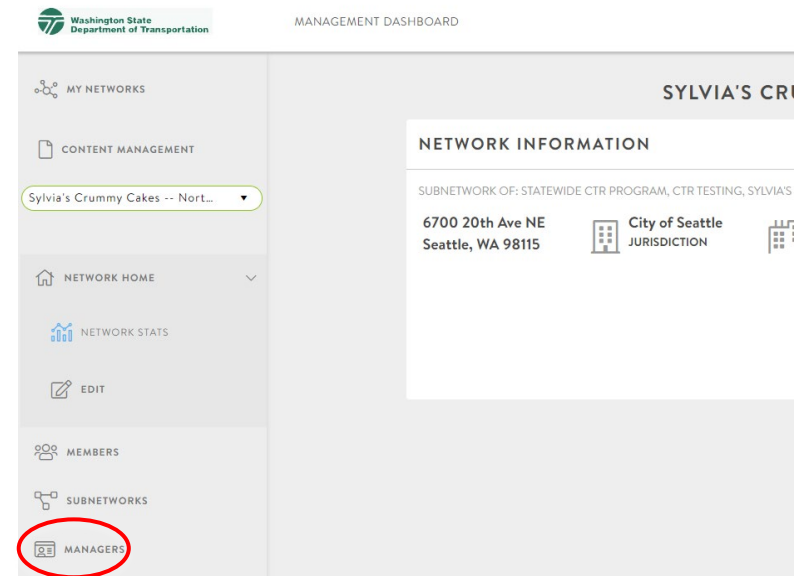 Washington State
Department of Transportation
MANAGEMENT DASHBOARD
MY NETWORKS
CONTENT MANAGEMENT
Sylvia's Crummy Cakes -- Nort...
NETWORK HOME
NETWORK STATS
EDIT
MEMBERS
SUBNETWORKS
MANAGERS
SYLVIA'S CRU
NETWORK INFORMATION
SUBNETWORK OF: STATEWIDE CTR PROGRAM, CTR TESTING, SYLVIA'S
6700 20th Ave NE
Seattle, WA 98115
City of Seattle
JURISDICTION